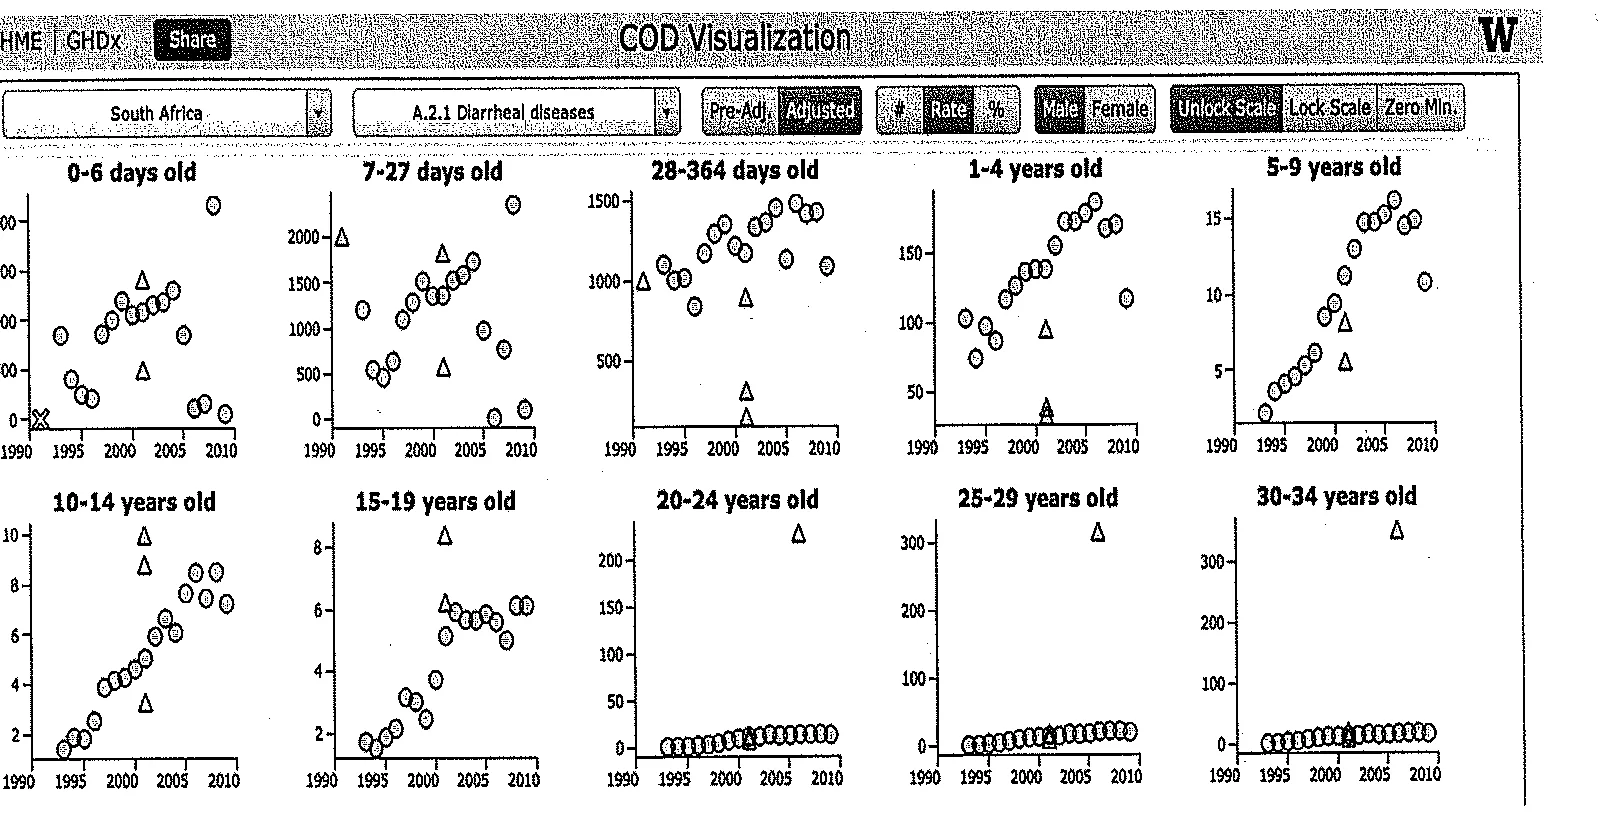 HME | GHDx Share COD Visualization W
South Africa ▼ A.2.1 Diarrheal diseases ▼ Pre-Adj. Adjusted # Rate % Male Female Unlock Scale Lock Scale Zero Min.
0-6 days old 7-27 days old 28-364 days old 1-4 years old 5-9 years old
00 00 00 00 0
2000 1500 1000 500 0
1500 1000 500
150 100 50
15 10 5
1990 1995 2000 2005 2010 1990 1995 2000 2005 2010 1990 1995 2000 2005 2010 1990 1995 2000 2005 2010 1990 1995 2000 2005 2010
10-14 years old 15-19 years old 20-24 years old 25-29 years old 30-34 years old
10 8 6 4 2
8 6 4 2
200 150 100 50 0
300 200 100 0
300 200 100 0
1990 1995 2000 2005 2010 1990 1995 2000 2005 2010 1990 1995 2000 2005 2010 1990 1995 2000 2005 2010 1990 1995 2000 2005 2010